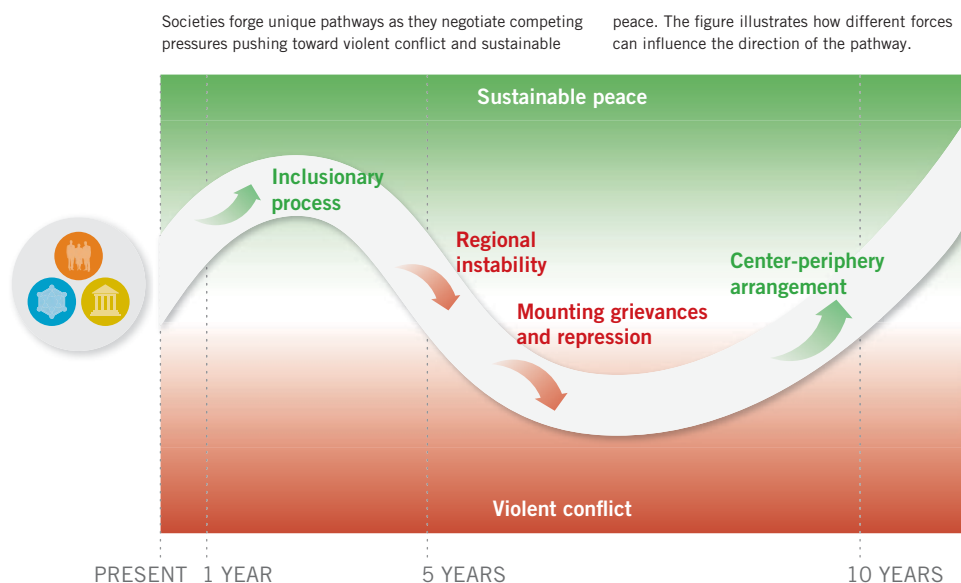 Societies forge unique pathways as they negotiate competing
pressures pushing toward violent conflict and sustainable
peace. The figure illustrates how different forces
can influence the direction of the pathway.
Sustainable peace
Inclusionary
process
Regional
instability
Center-periphery
arrangement
Mounting grievances
and repression
Violent conflict
PRESENT
1 YEAR
5 YEARS
10 YEARS